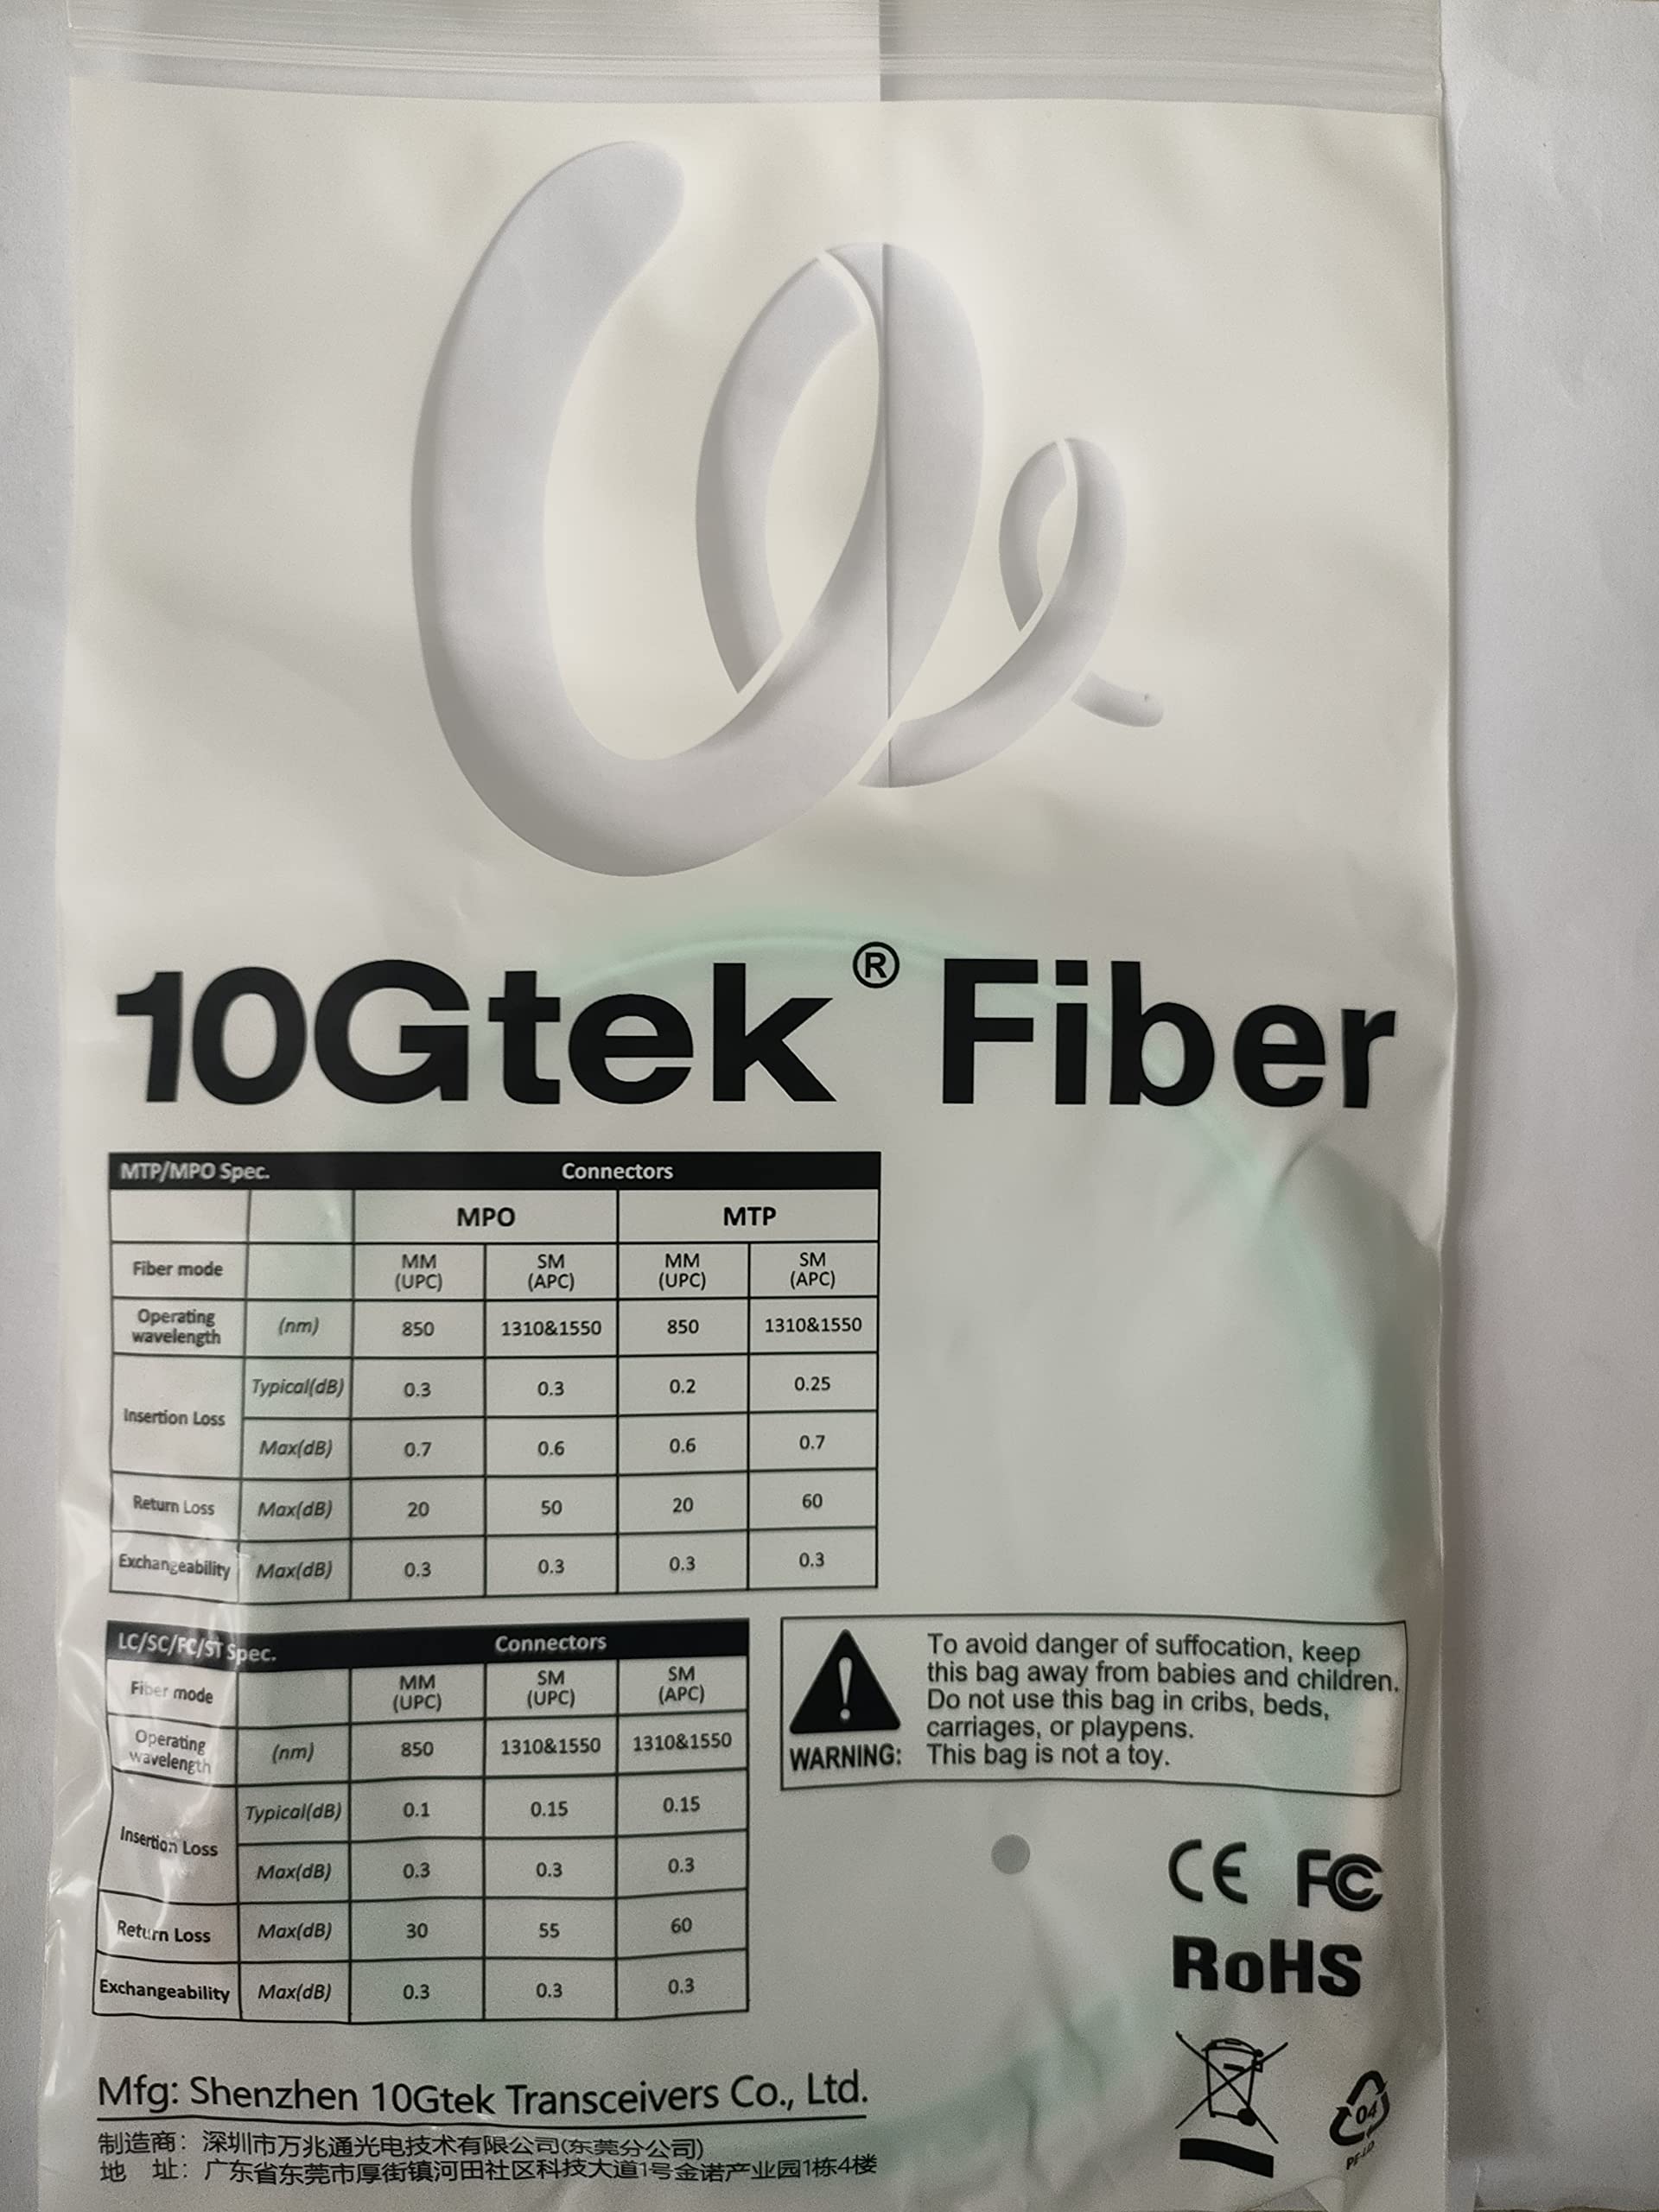 10Gtek® Fiber
MTP/MPO Spec. Connectors
MPO MTP
Fiber mode MM (UPC) SM (APC) MM (UPC) SM (APC)
Operating wavelength (nm) 850 1310&1550 850 1310&1550
Insertion Loss Typical(dB) 0.3 0.3 0.2 0.25
Max(dB) 0.7 0.6 0.6 0.7
Return Loss Max(dB) 20 50 20 60
Exchangeability Max(dB) 0.3 0.3 0.3 0.3
LC/SC/FC/ST Spec. Connectors
Fiber mode MM (UPC) SM (UPC) SM (APC)
Operating wavelength (nm) 850 1310&1550 1310&1550
Insertion Loss Typical(dB) 0.1 0.15 0.15
Max(dB) 0.3 0.3 0.3
Return Loss Max(dB) 30 55 60
Exchangeability Max(dB) 0.3 0.3 0.3
To avoid danger of suffocation, keep
this bag away from babies and children.
Do not use this bag in cribs, beds,
carriages, or playpens.
WARNING: This bag is not a toy.
CE FC
RoHS
04
Mfg: Shenzhen 10Gtek Transceivers Co., Ltd.
制造商：深圳市万兆通光电技术有限公司(东莞分公司)
地 址：广东省东莞市厚街镇河田社区科技大道1号金诺产业园1栋4楼